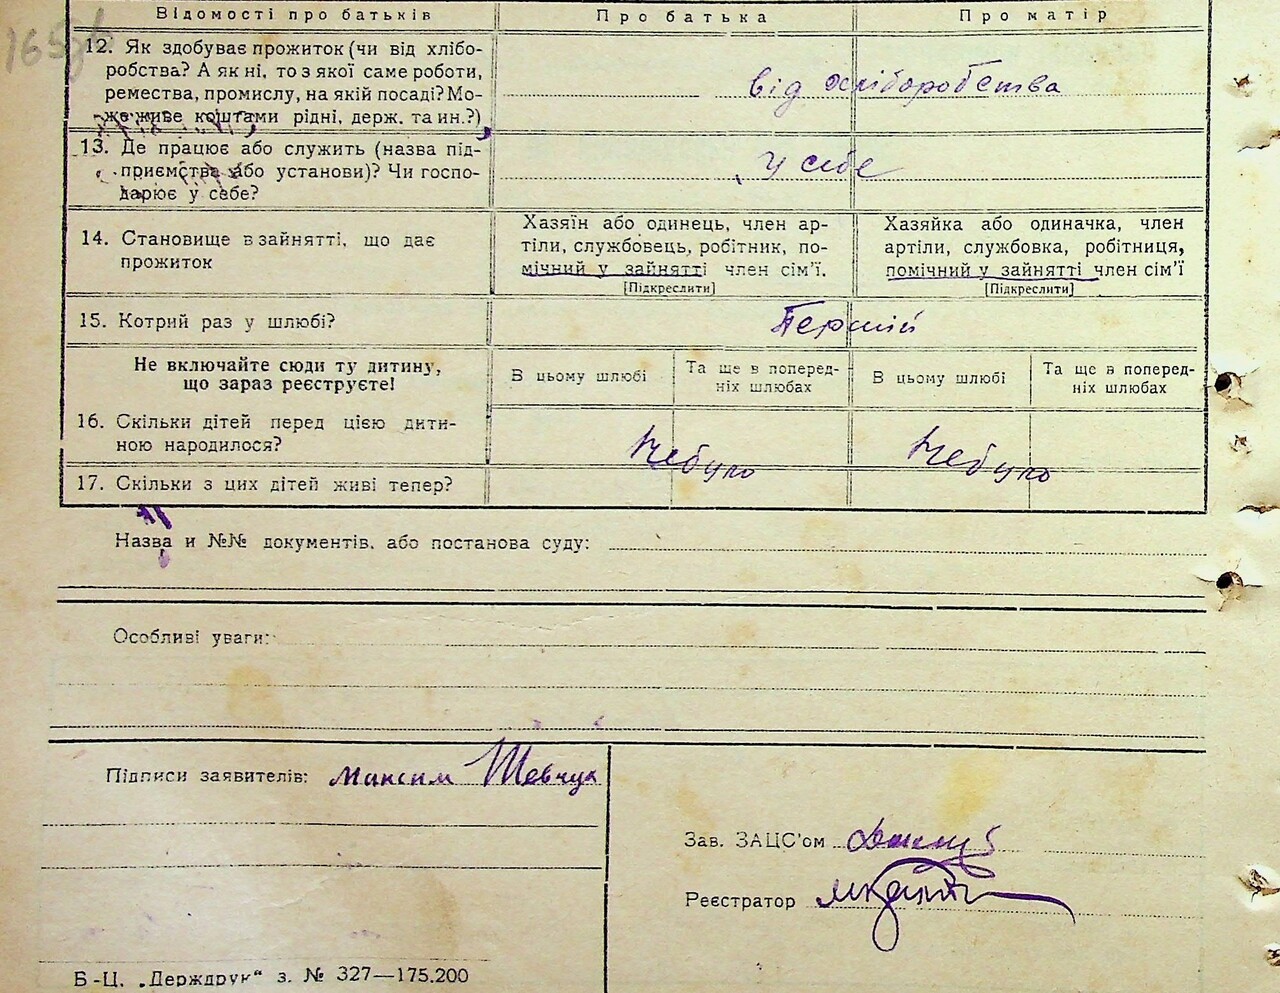 Відомості про батьків Про батька Про матір
12. Як здобуває прожиток (чи від хлібо-
робства? А як ні, то з якої саме роботи,
ремества, промислу, на якій посаді? Мо-
же живе коштами рідні, держ. та ин.?)
від хліборобства
13. Де працює або служить (назва під-
приємства або установи)? Чи госпо-
дарює у себе?
У себе
14. Становище в зайнятті, що дає
прожиток
Хазяїн або одинець, член ар-
тіли, службовець, робітник, по-
мічний у зайнятті член сім'ї.
[Підкреслити]
Хазяйка або одиначка, член
артіли, службовка, робітниця,
помічний у зайнятті член сім'ї
[Підкреслити]
15. Котрий раз у шлюбі?
Перший
Не включайте сюди ту дитину,
що зараз реєструєте!
В цьому шлюбі
Та ще в поперед-
ніх шлюбах
В цьому шлюбі
Та ще в поперед-
ніх шлюбах
16. Скільки дітей перед цією дити-
ною народилося?
Небуло Небуло
17. Скільки з цих дітей живі тепер?
Назва и №№ документів, або постанова суду:
Особливі уваги:
Підписи заявителів: Максим Шевчук
Зав. ЗАЦС'ом
Реєстратор
Б-Ц. „Держдрук“ з. № 327—175.200